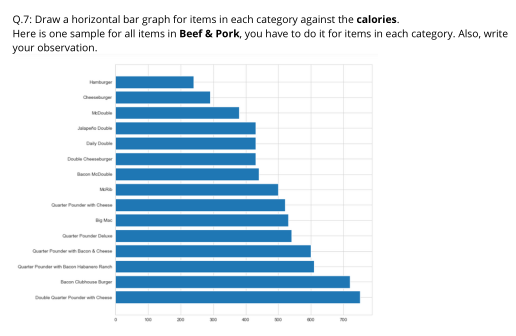 Q.7: Draw a horizontal bar graph for items in each category against the calories.
Here is one sample for all items in Beef & Pork, you have to do it for items in each category. Also, write
your observation.
Hamburger
Cheeseburger
McDouble
Jalapeño Double
Daily Double
Double Cheeseburger
Bacon McDouble
McRib
Quarter Pounder with Cheese
Big Mac
Quarter Pounder Deluxe
Quarter Pounder with Bacon & Cheese
Quarter Pounder with Bacon Habanero Ranch
Bacon Clubhouse Burger
Double Quarter Pounder with Cheese
0 100 200 300 400 500 600 700